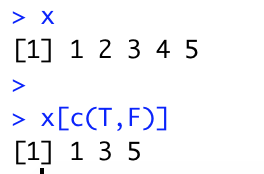 > x
[1] 1 2 3 4 5
>
> x[c(T,F)]
[1] 1 3 5